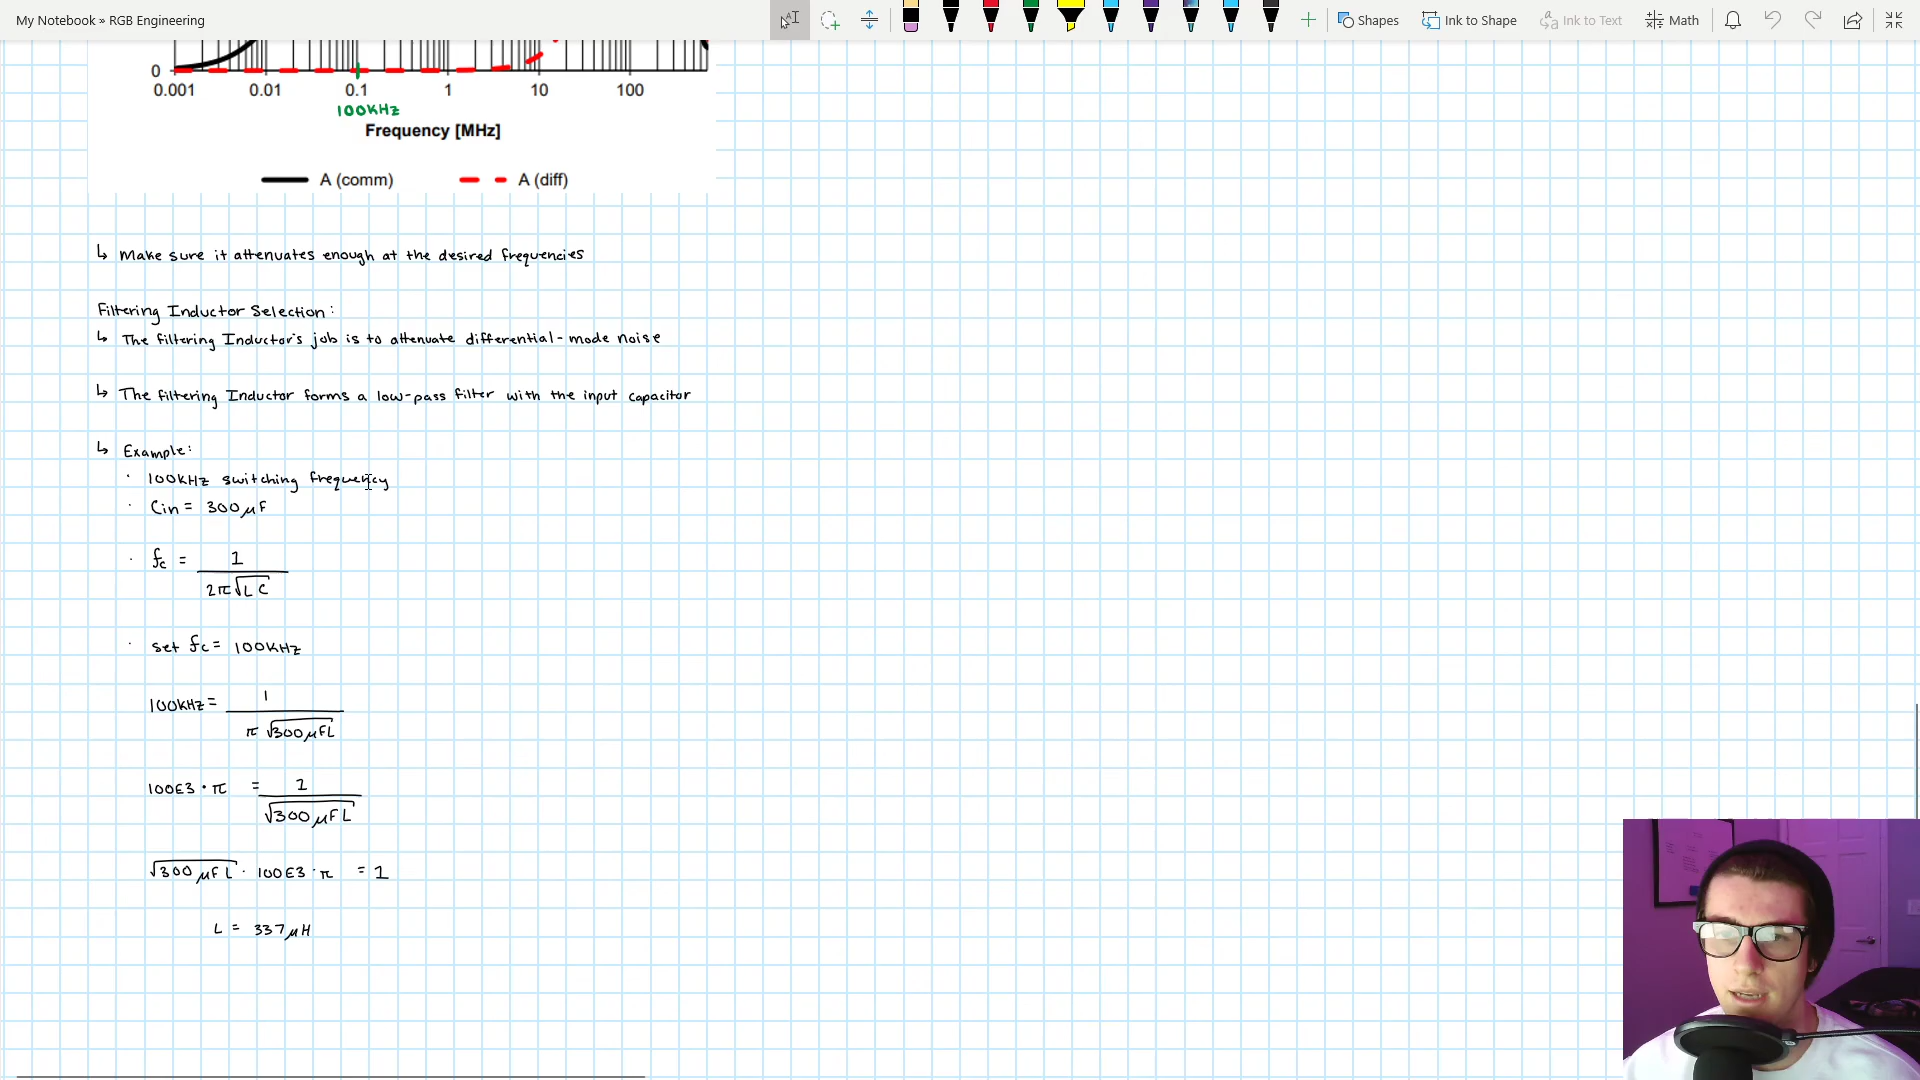 My Notebook » RGB Engineering
Shapes
Ink to Shape
Ink to Text
Math
0
0.001 0.01 0.1 1 10 100
100KHz
Frequency [MHz]
A (comm) A (diff)
↳ Make sure it attenuates enough at the desired frequencies
Filtering Inductor Selection:
↳ The filtering Inductor's job is to attenuate differential-mode noise
↳ The filtering Inductor forms a low-pass filter with the input capacitor
↳ Example:
· 100KHz switching frequency
· Cin = 300μF
· fc = 1
2π√LC
· set fc = 100KHz
100KHz = 1
π √300μFL
100E3 · π = 1
√300μFL
√300μFL · 100E3 · π = 1
L = 337μH